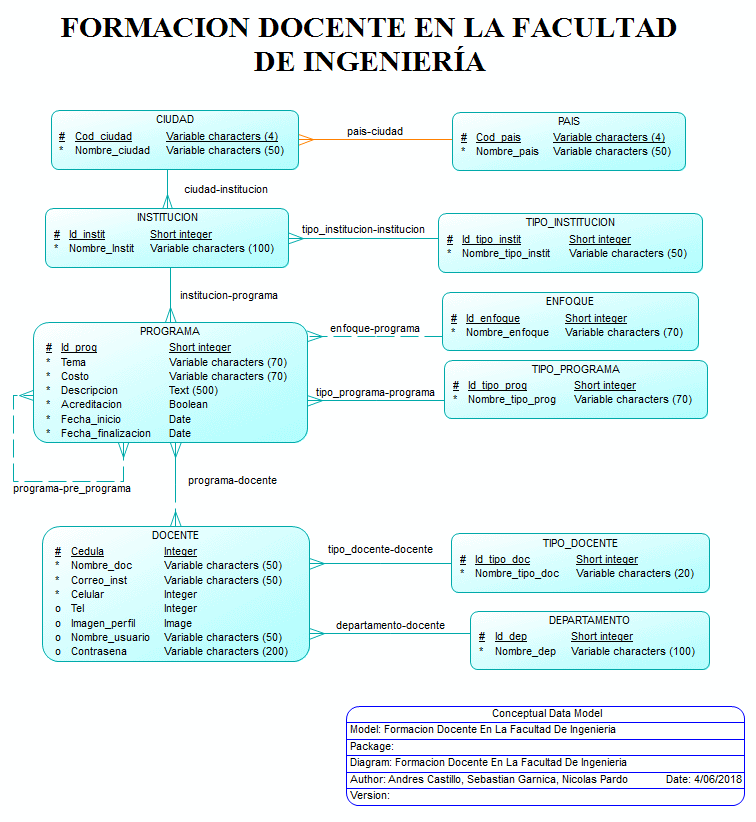 FORMACION DOCENTE EN LA FACULTAD
DE INGENIERÍA
CIUDAD
# Cod_ciudad Variable characters (4)
* Nombre_ciudad Variable characters (50)
pais-ciudad
PAIS
# Cod_pais Variable characters (4)
* Nombre_pais Variable characters (50)
ciudad-institucion
INSTITUCION
# Id_instit Short integer
* Nombre_Instit Variable characters (100)
tipo_institucion-institucion
TIPO_INSTITUCION
# Id_tipo_instit Short integer
* Nombre_tipo_instit Variable characters (50)
institucion-programa
ENFOQUE
# Id_enfoque Short integer
* Nombre_enfoque Variable characters (70)
enfoque-programa
PROGRAMA
# Id_prog Short integer
* Tema Variable characters (70)
* Costo Variable characters (70)
* Descripcion Text (500)
* Acreditacion Boolean
* Fecha_inicio Date
* Fecha_finalizacion Date
tipo_programa-programa
TIPO_PROGRAMA
# Id_tipo_prog Short integer
* Nombre_tipo_prog Variable characters (70)
programa-pre_programa
programa-docente
DOCENTE
# Cedula Integer
* Nombre_doc Variable characters (50)
* Correo_inst Variable characters (50)
* Celular Integer
o Tel Integer
o Imagen_perfil Image
o Nombre_usuario Variable characters (50)
o Contrasena Variable characters (200)
tipo_docente-docente
TIPO_DOCENTE
# Id_tipo_doc Short integer
* Nombre_tipo_doc Variable characters (20)
departamento-docente
DEPARTAMENTO
# Id_dep Short integer
* Nombre_dep Variable characters (100)
Conceptual Data Model
Model: Formacion Docente En La Facultad De Ingenieria
Package:
Diagram: Formacion Docente En La Facultad De Ingenieria
Author: Andres Castillo, Sebastian Garnica, Nicolas Pardo Date: 4/06/2018
Version: